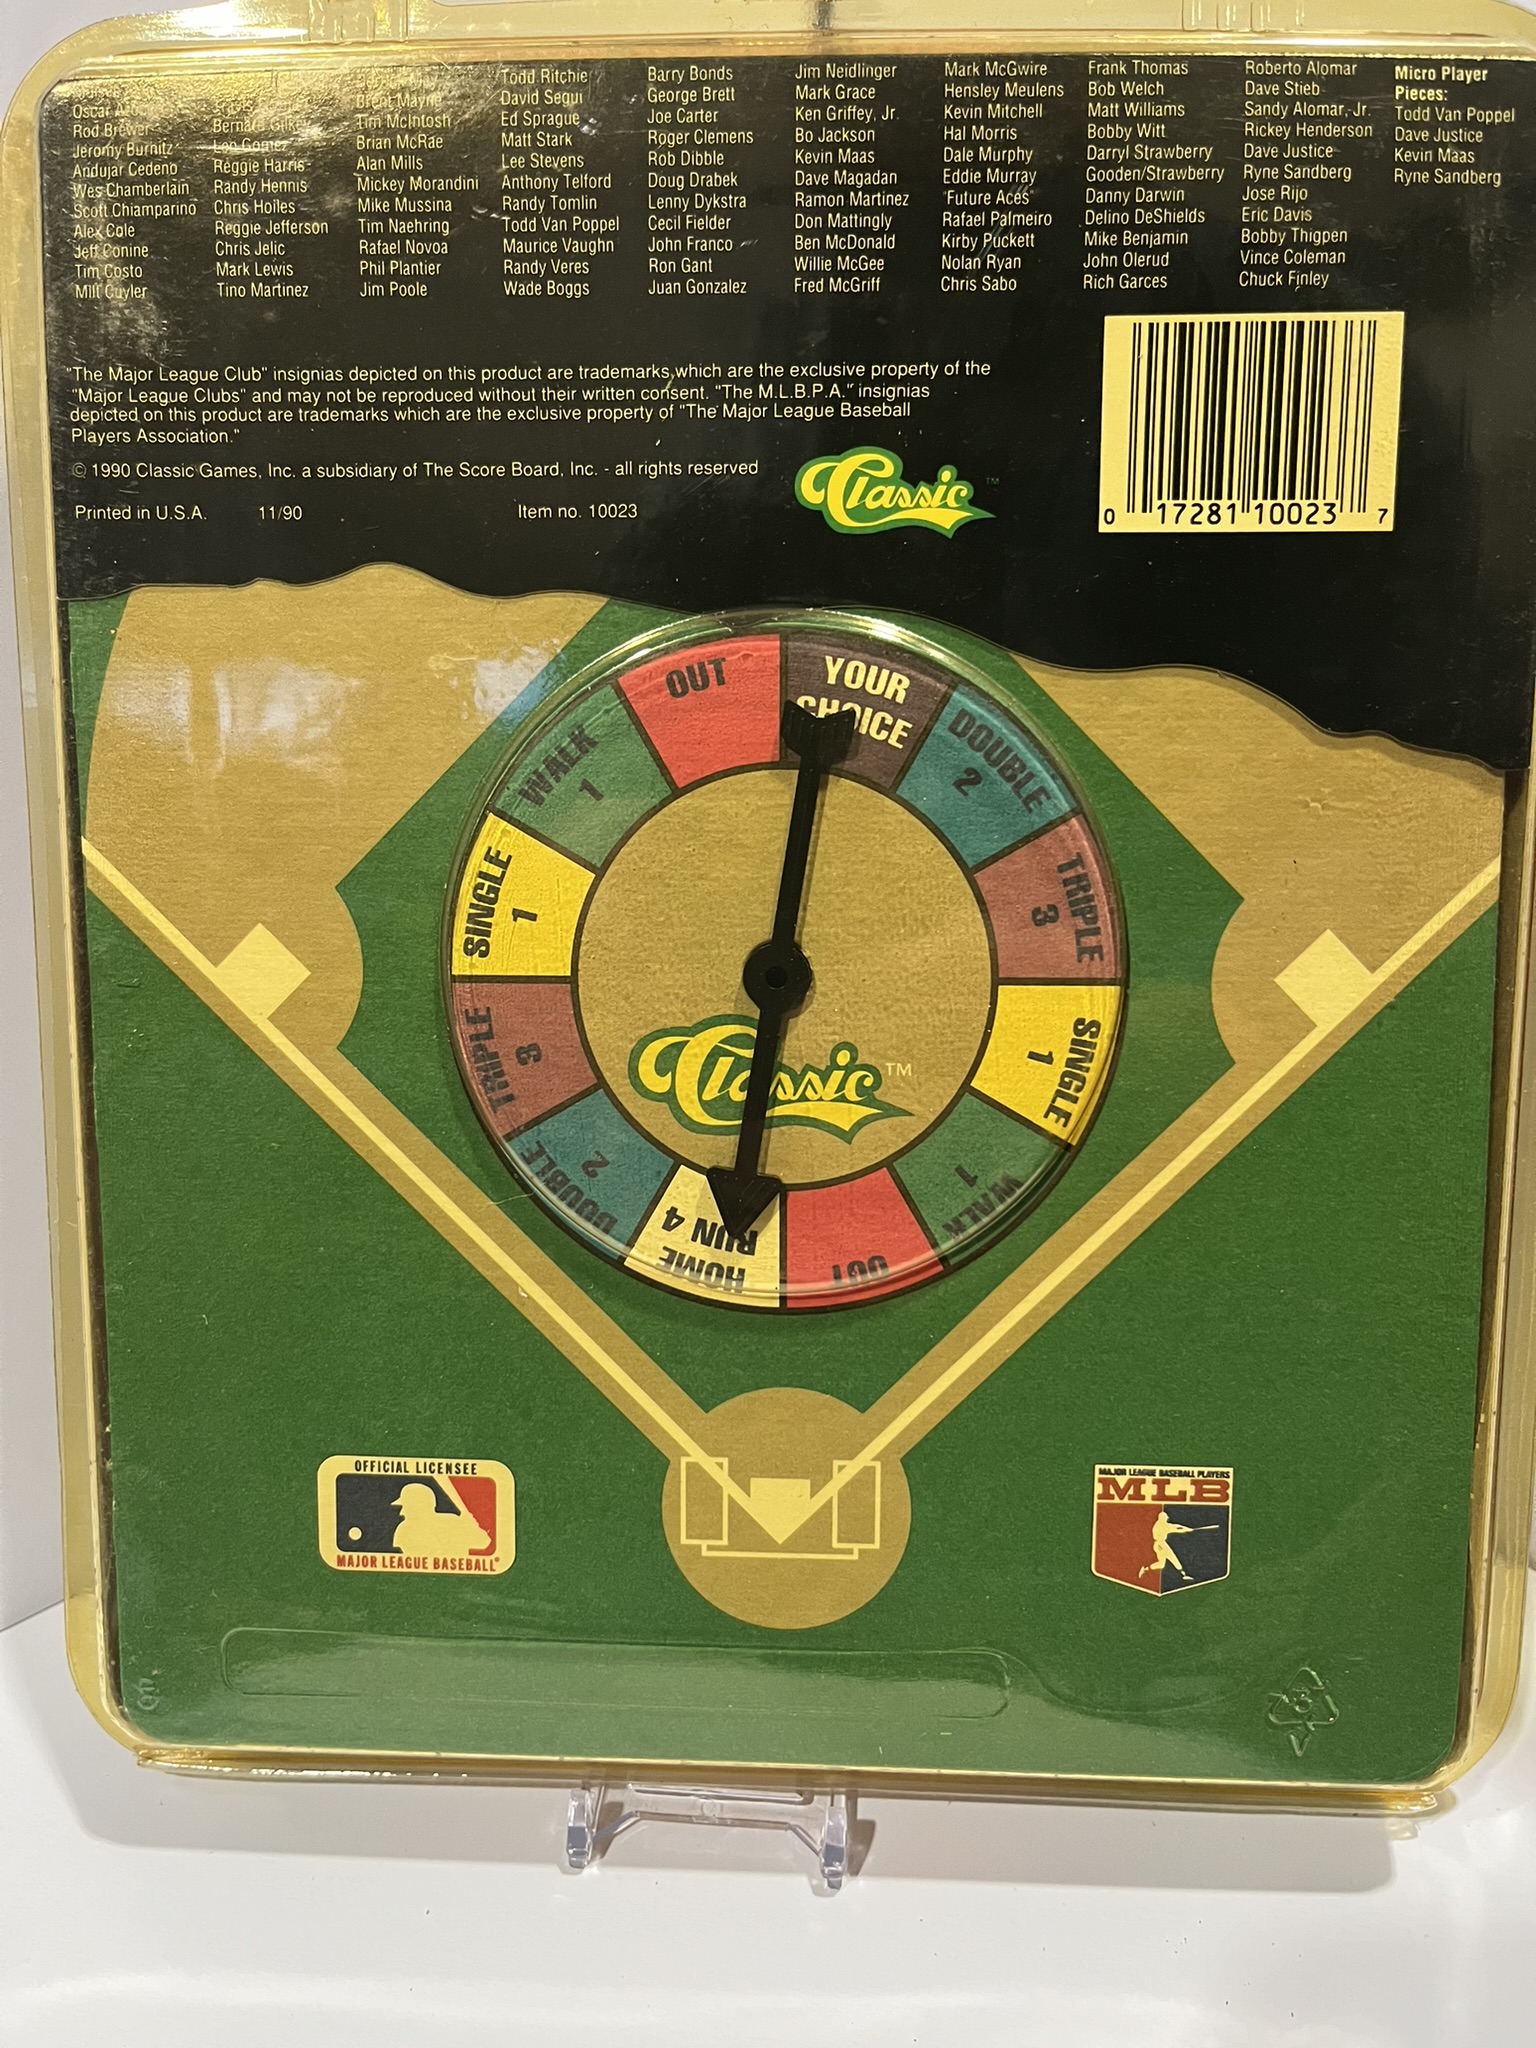 Oscar
Rod Brewer
Jeromy Burnitz
Andujar Cedeno
Wes Chamberlain
Scott Chiamparino
Alex Cole
Jeff Conine
Tim Costo
Milt Cuyler
Bernard Gilkey
Leo Gomez
Reggie Harris
Randy Hennis
Chris Hoiles
Reggie Jefferson
Chris Jelic
Mark Lewis
Tino Martinez
Brent Mayne
Tim McIntosh
Brian McRae
Alan Mills
Mickey Morandini
Mike Mussina
Tim Naehring
Rafael Novoa
Phil Plantier
Jim Poole
Todd Ritchie
David Segui
Ed Sprague
Matt Stark
Lee Stevens
Anthony Telford
Randy Tomlin
Todd Van Poppel
Maurice Vaughn
Randy Veres
Wade Boggs
Barry Bonds
George Brett
Joe Carter
Roger Clemens
Rob Dibble
Doug Drabek
Lenny Dykstra
Cecil Fielder
John Franco
Ron Gant
Juan Gonzalez
Jim Neidlinger
Mark Grace
Ken Griffey, Jr.
Bo Jackson
Kevin Maas
Dave Magadan
Ramon Martinez
Don Mattingly
Ben McDonald
Willie McGee
Fred McGriff
Mark McGwire
Hensley Meulens
Kevin Mitchell
Hal Morris
Dale Murphy
Eddie Murray
"Future Aces"
Rafael Palmeiro
Kirby Puckett
Nolan Ryan
Chris Sabo
Frank Thomas
Bob Welch
Matt Williams
Bobby Witt
Darryl Strawberry
Gooden/Strawberry
Danny Darwin
Delino DeShields
Mike Benjamin
John Olerud
Rich Garces
Roberto Alomar
Dave Stieb
Sandy Alomar, Jr.
Rickey Henderson
Dave Justice
Ryne Sandberg
Jose Rijo
Eric Davis
Bobby Thigpen
Vince Coleman
Chuck Finley
Micro Player
Pieces:
Todd Van Poppel
Dave Justice
Kevin Maas
Ryne Sandberg
"The Major League Club" insignias depicted on this product are trademarks which are the exclusive property of the
"Major League Clubs" and may not be reproduced without their written consent. "The M.L.B.P.A." insignias
depicted on this product are trademarks which are the exclusive property of "The Major League Baseball
Players Association."
© 1990 Classic Games, Inc. a subsidiary of The Score Board, Inc. - all rights reserved
Printed in U.S.A. 11/90 Item no. 10023
Classic™
0 17281 10023 7
OUT
YOUR
CHOICE
DOUBLE
2
TRIPLE
3
SINGLE
1
WALK
1
OUT
HOME
RUN 4
DOUBLE
2
TRIPLE
3
SINGLE
1
WALK
1
Classic™
OFFICIAL LICENSEE
MAJOR LEAGUE BASEBALL®
MAJOR LEAGUE BASEBALL PLAYERS
MLB